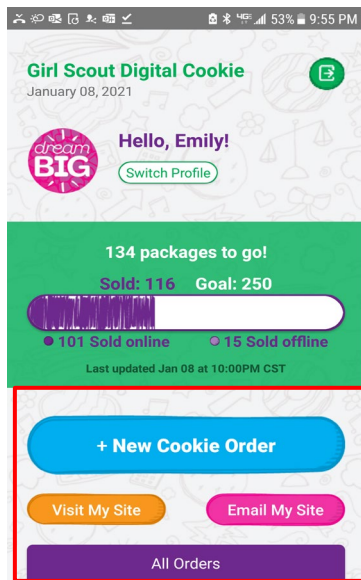 53% 9:55 PM
Girl Scout Digital Cookie
January 08, 2021
dream
BIG
Hello, Emily!
Switch Profile
134 packages to go!
Sold: 116 Goal: 250
101 Sold online 15 Sold offline
Last updated Jan 08 at 10:00PM CST
+ New Cookie Order
Visit My Site Email My Site
All Orders